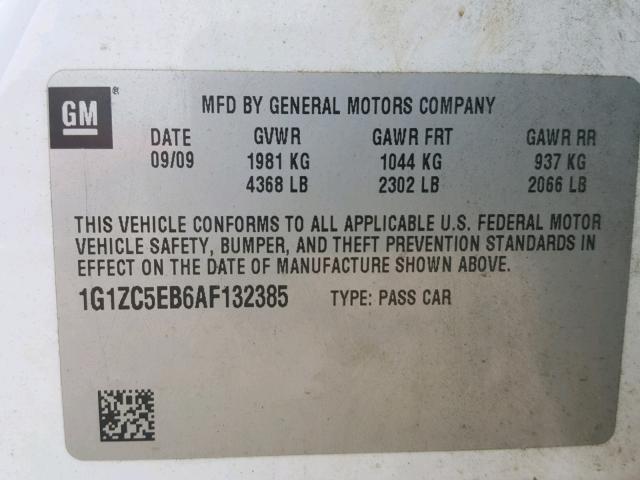 GM
MFD BY GENERAL MOTORS COMPANY
DATE GVWR GAWR FRT GAWR RR
09/09 1981 KG 1044 KG 937 KG
4368 LB 2302 LB 2066 LB
THIS VEHICLE CONFORMS TO ALL APPLICABLE U.S. FEDERAL MOTOR
VEHICLE SAFETY, BUMPER, AND THEFT PREVENTION STANDARDS IN
EFFECT ON THE DATE OF MANUFACTURE SHOWN ABOVE.
1G1ZC5EB6AF132385 TYPE: PASS CAR